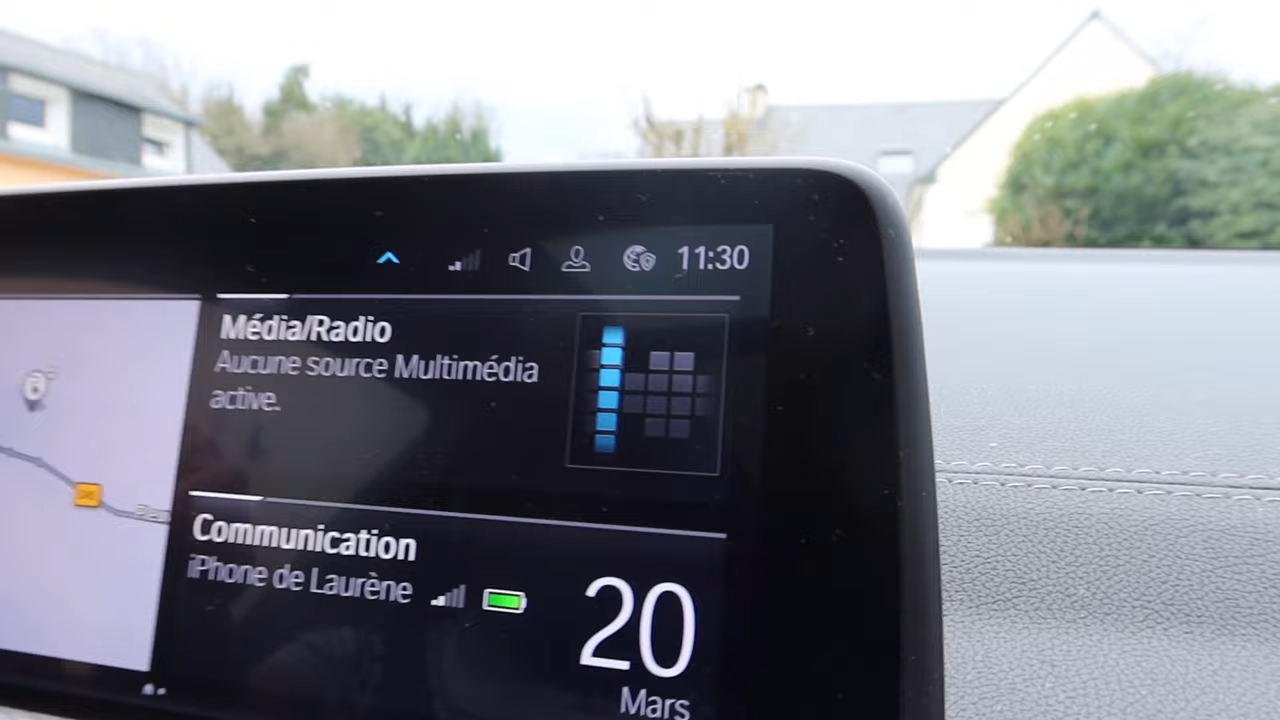 11:30
Média/Radio
Aucune source Multimédia
active.
Communication
iPhone de Laurène
20
Mars